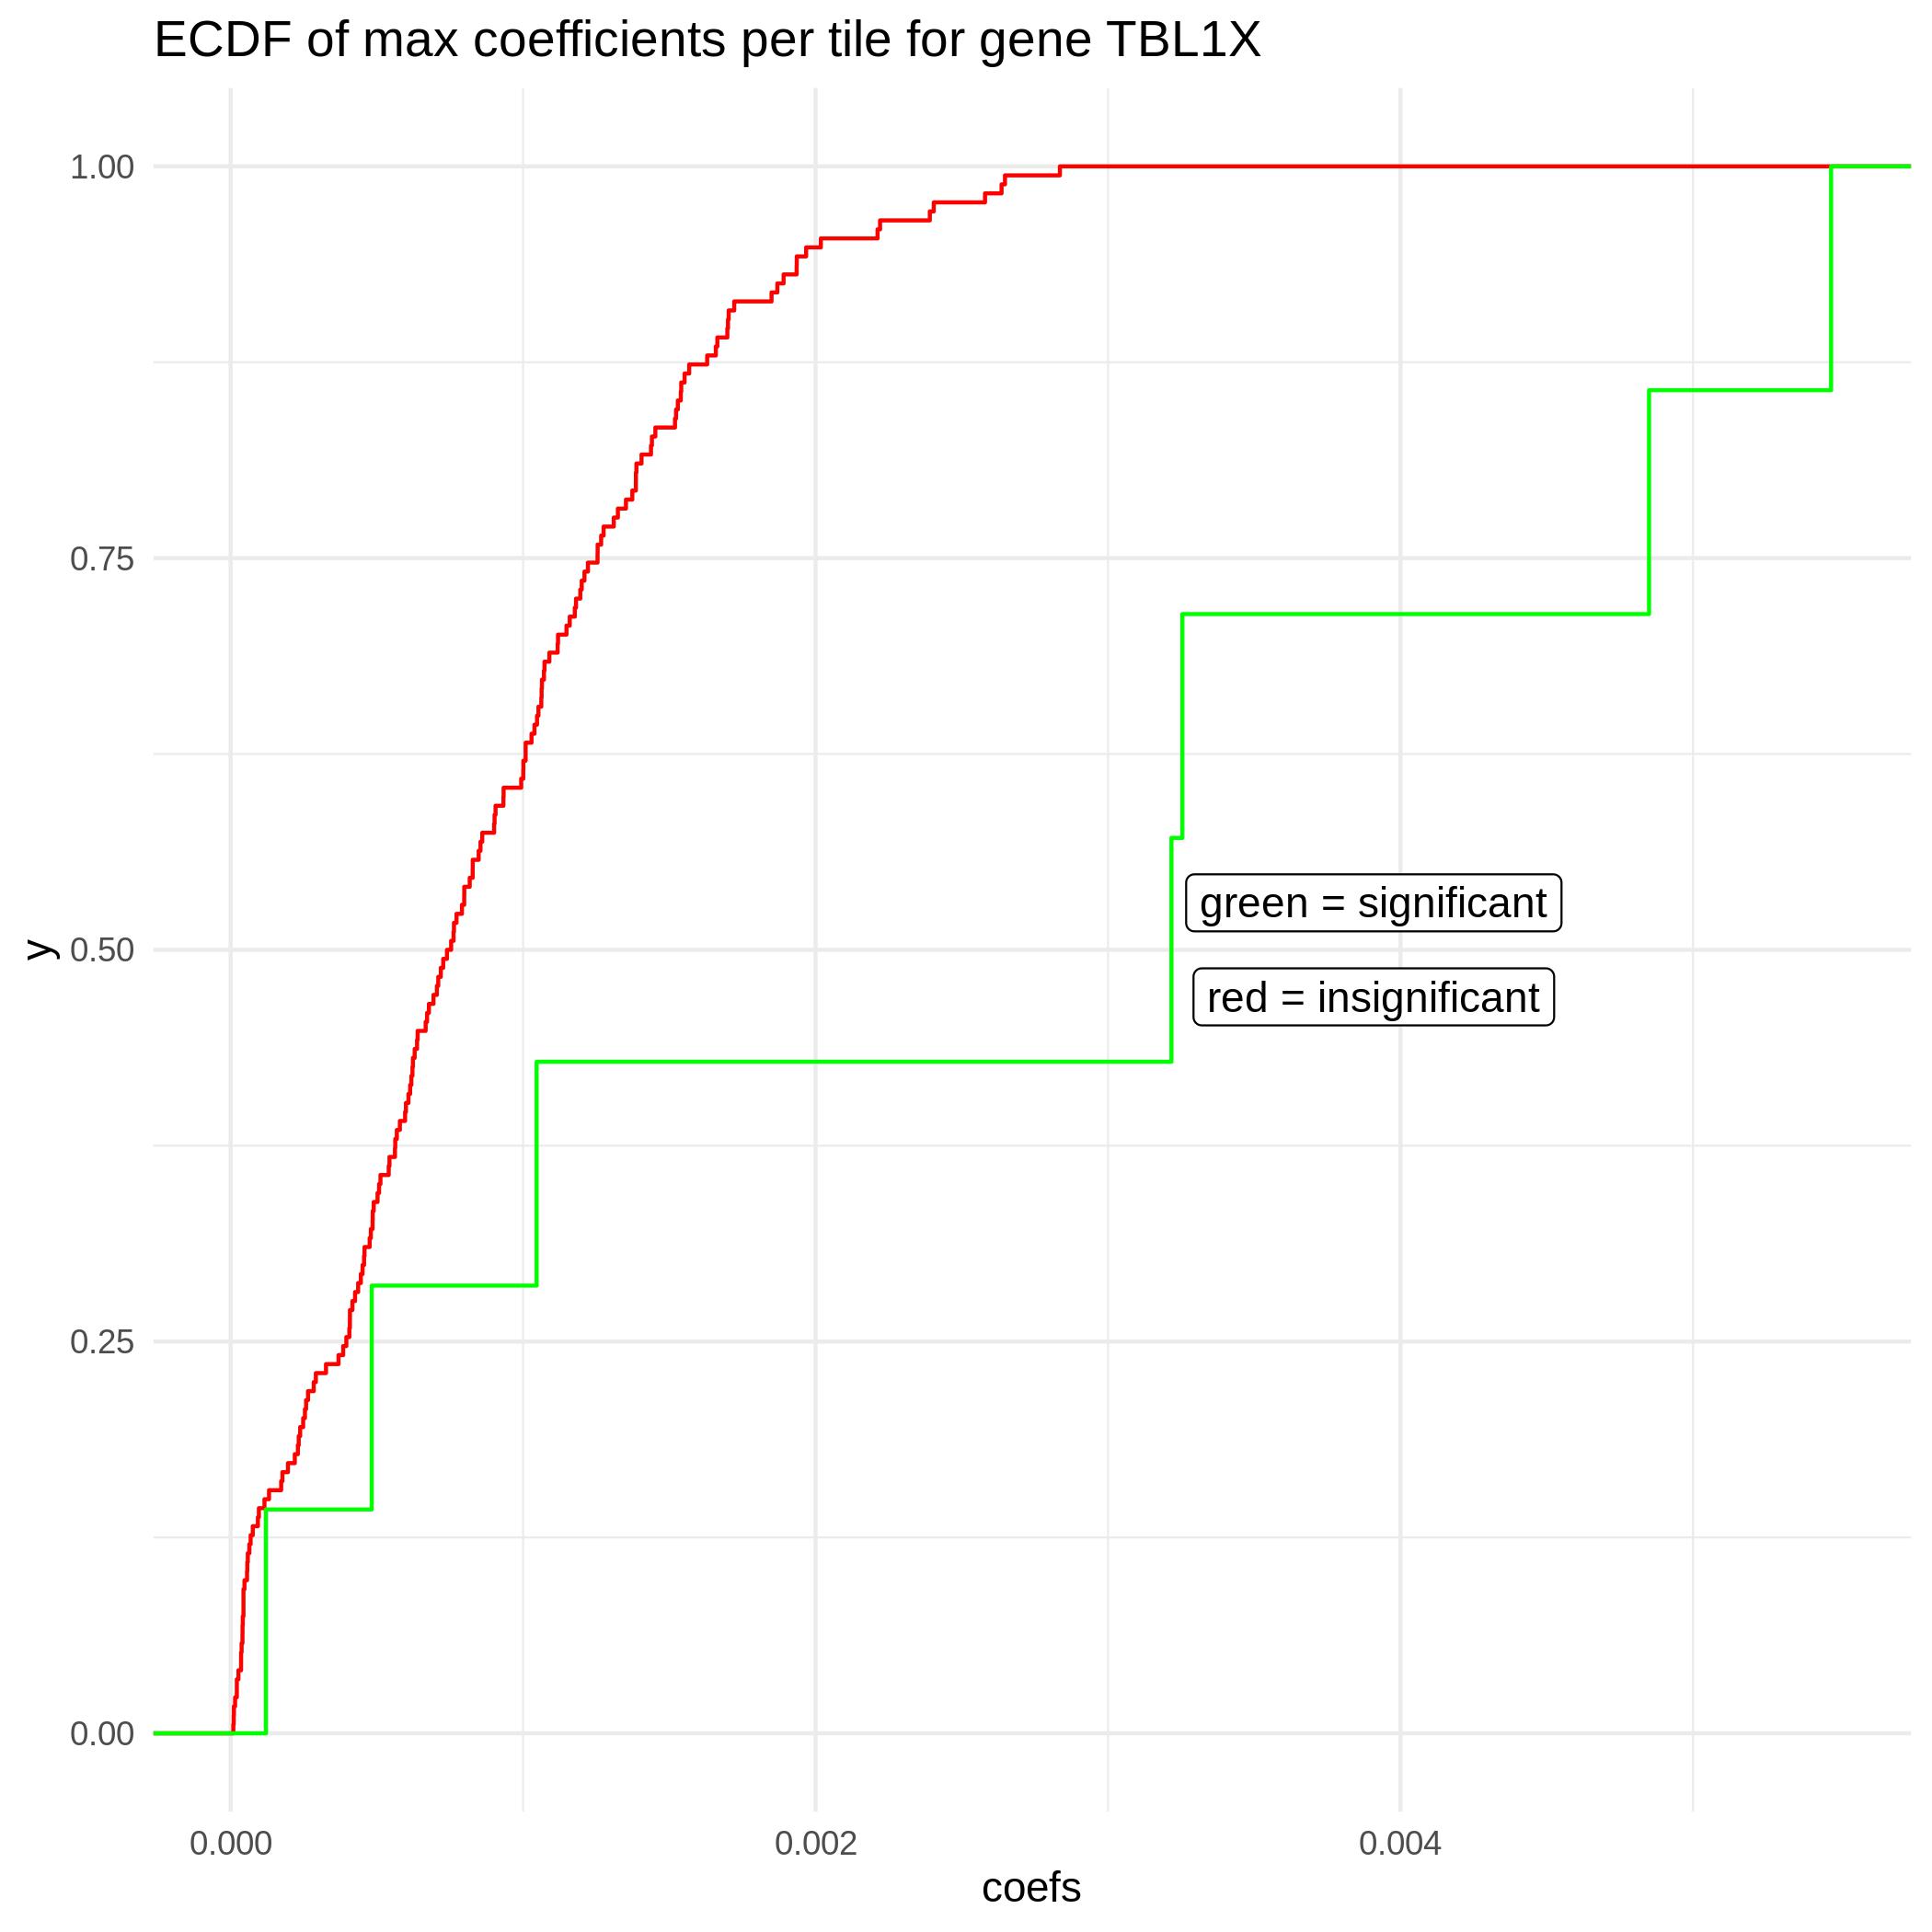 ECDF of max coefficients per tile for gene TBL1X
1.00
0.75
0.50
0.25
0.00
y
green = significant
red = insignificant
0.000
0.002
0.004
coefs